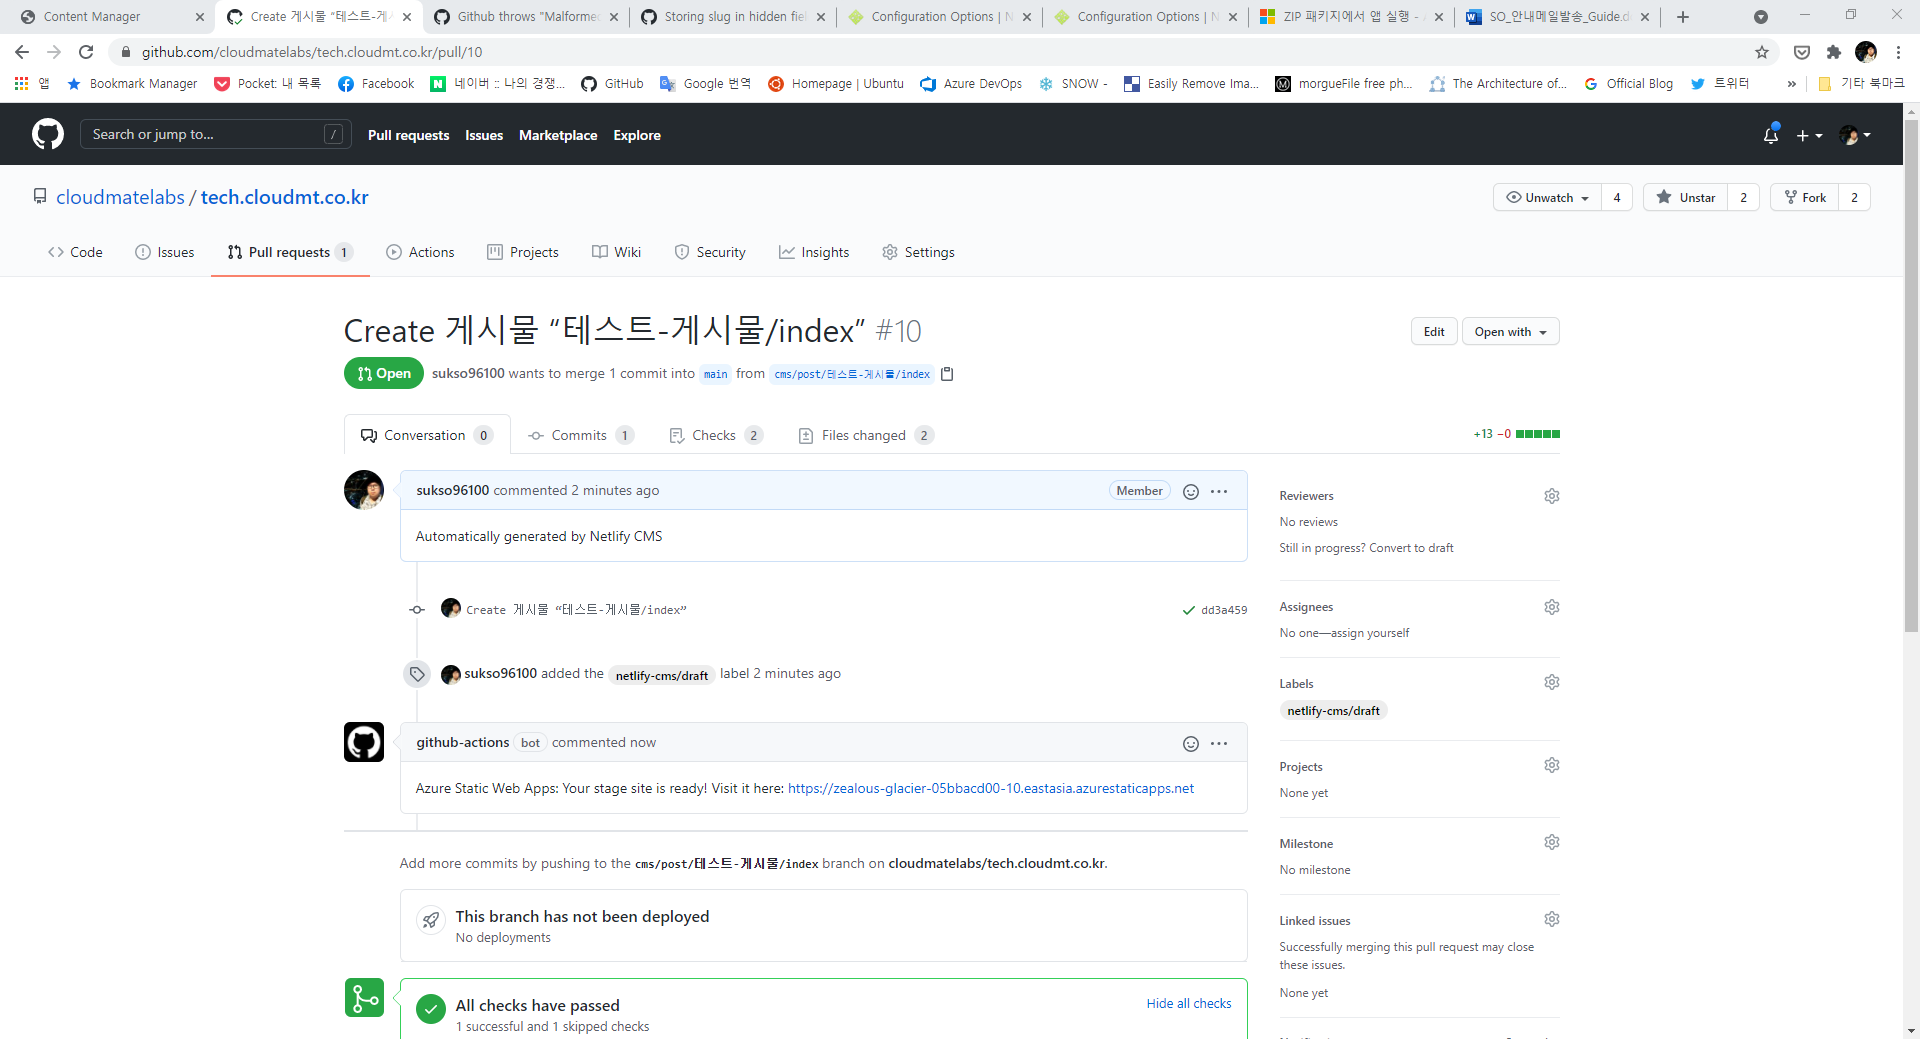 Content Manager
Create 게시물 “테스트-게시
Github throws "Malforme
Storing slug in hidden fie
Configuration Options | N
Configuration Options | N
ZIP 패키지에서 앱 실행 -
SO_안내메일발송_Guide.d
github.com/cloudmatelabs/tech.cloudmt.co.kr/pull/10
앱
Bookmark Manager
Pocket: 내 목록
Facebook
네이버 :: 나의 경쟁...
GitHub
Google 번역
Homepage | Ubuntu
Azure DevOps
SNOW -
Easily Remove Ima...
morgueFile free ph...
The Architecture of...
Official Blog
트위터
»
기타 북마크
Search or jump to...
/
Pull requests
Issues
Marketplace
Explore
cloudmatelabs / tech.cloudmt.co.kr
Unwatch 4
Unstar 2
Fork 2
Code
Issues
Pull requests 1
Actions
Projects
Wiki
Security
Insights
Settings
Create 게시물 “테스트-게시물/index” #10
Edit
Open with
Open
sukso96100 wants to merge 1 commit into main from cms/post/테스트-게시물/index
Conversation 0
Commits 1
Checks 2
Files changed 2
+13 −0
sukso96100 commented 2 minutes ago
Member
Automatically generated by Netlify CMS
Create 게시물 “테스트-게시물/index”
dd3a459
sukso96100 added the netlify-cms/draft label 2 minutes ago
github-actions bot commented now
Azure Static Web Apps: Your stage site is ready! Visit it here: https://zealous-glacier-05bbacd00-10.eastasia.azurestaticapps.net
Add more commits by pushing to the cms/post/테스트-게시물/index branch on cloudmatelabs/tech.cloudmt.co.kr.
This branch has not been deployed
No deployments
All checks have passed
Hide all checks
1 successful and 1 skipped checks
Reviewers
No reviews
Still in progress? Convert to draft
Assignees
No one—assign yourself
Labels
netlify-cms/draft
Projects
None yet
Milestone
No milestone
Linked issues
Successfully merging this pull request may close
these issues.
None yet